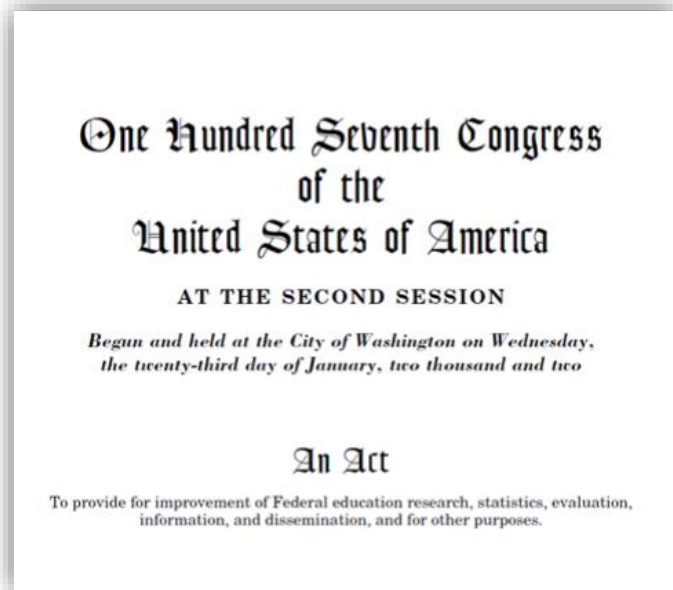 One Hundred Seventh Congress
of the
United States of America
AT THE SECOND SESSION
Begun and held at the City of Washington on Wednesday,
the twenty-third day of January, two thousand and two
An Act
To provide for improvement of Federal education research, statistics, evaluation,
information, and dissemination, and for other purposes.